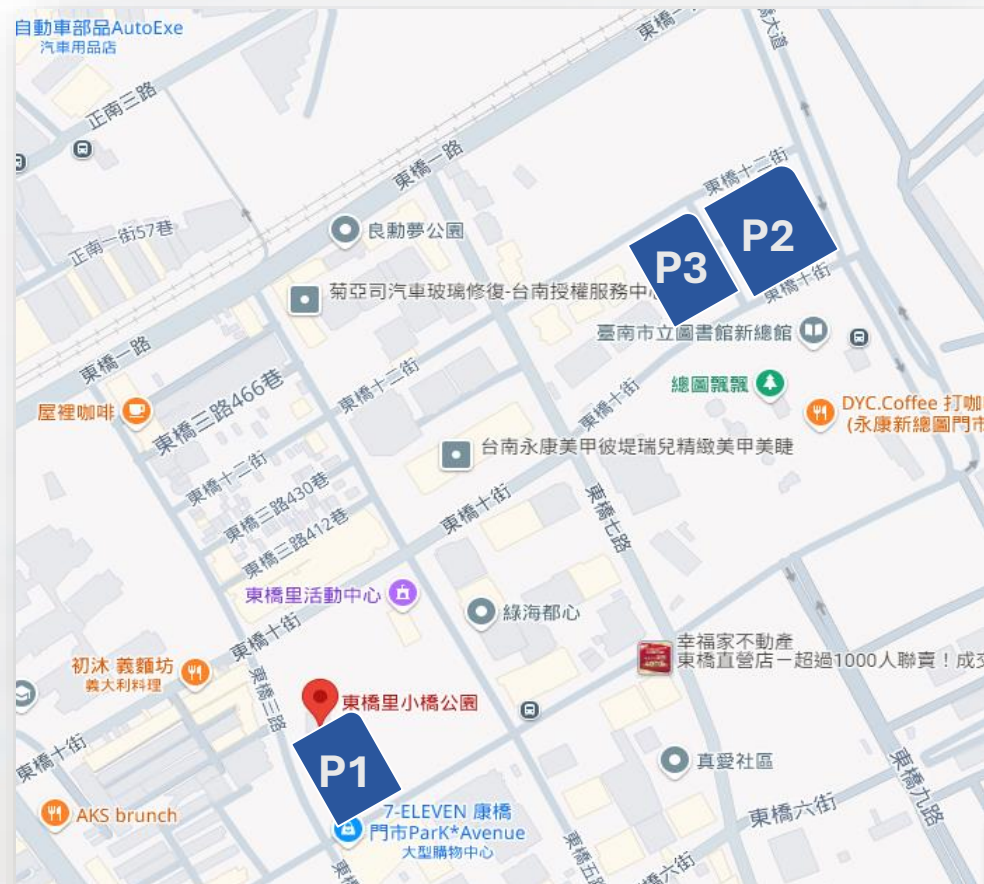 自動車部品AutoExe
汽車用品店
東橋一
橋大道
正南三路
東橋一路
東橋十二街
正南一街57巷
良動夢公園
P2
P3
菊亞司汽車玻璃修復-台南授權服務中心
東橋十街
臺南市立圖書館新總館
東橋一路
東橋十二街
總圖飄飄
屋裡咖啡
東橋三路466巷
東橋十街
DYC.Coffee 打咖啡
(永康新總圖門市
台南永康美甲彼堤瑞兒精緻美甲美睫
東橋十二街
東橋三路430巷
東橋十街
東橋七路
東橋三路412巷
東橋里活動中心
綠海都心
東橋十街
幸福家不動產
東橋直營店－超過1000人聯賣！成交
初沐 義麵坊
義大利料理
東橋三路
東橋里小橋公園
東橋十街
真愛社區
P1
東橋九路
AKS brunch
7-ELEVEN 康橋
門市ParK*Avenue
大型購物中心
東橋六街
東橋五路
橋六街